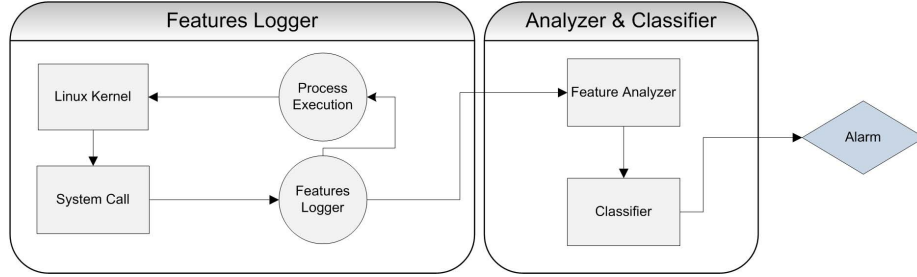 Features Logger
Analyzer & Classifier
Linux Kernel
Process
Execution
Feature Analyzer
Alarm
System Call
Features
Logger
Classifier